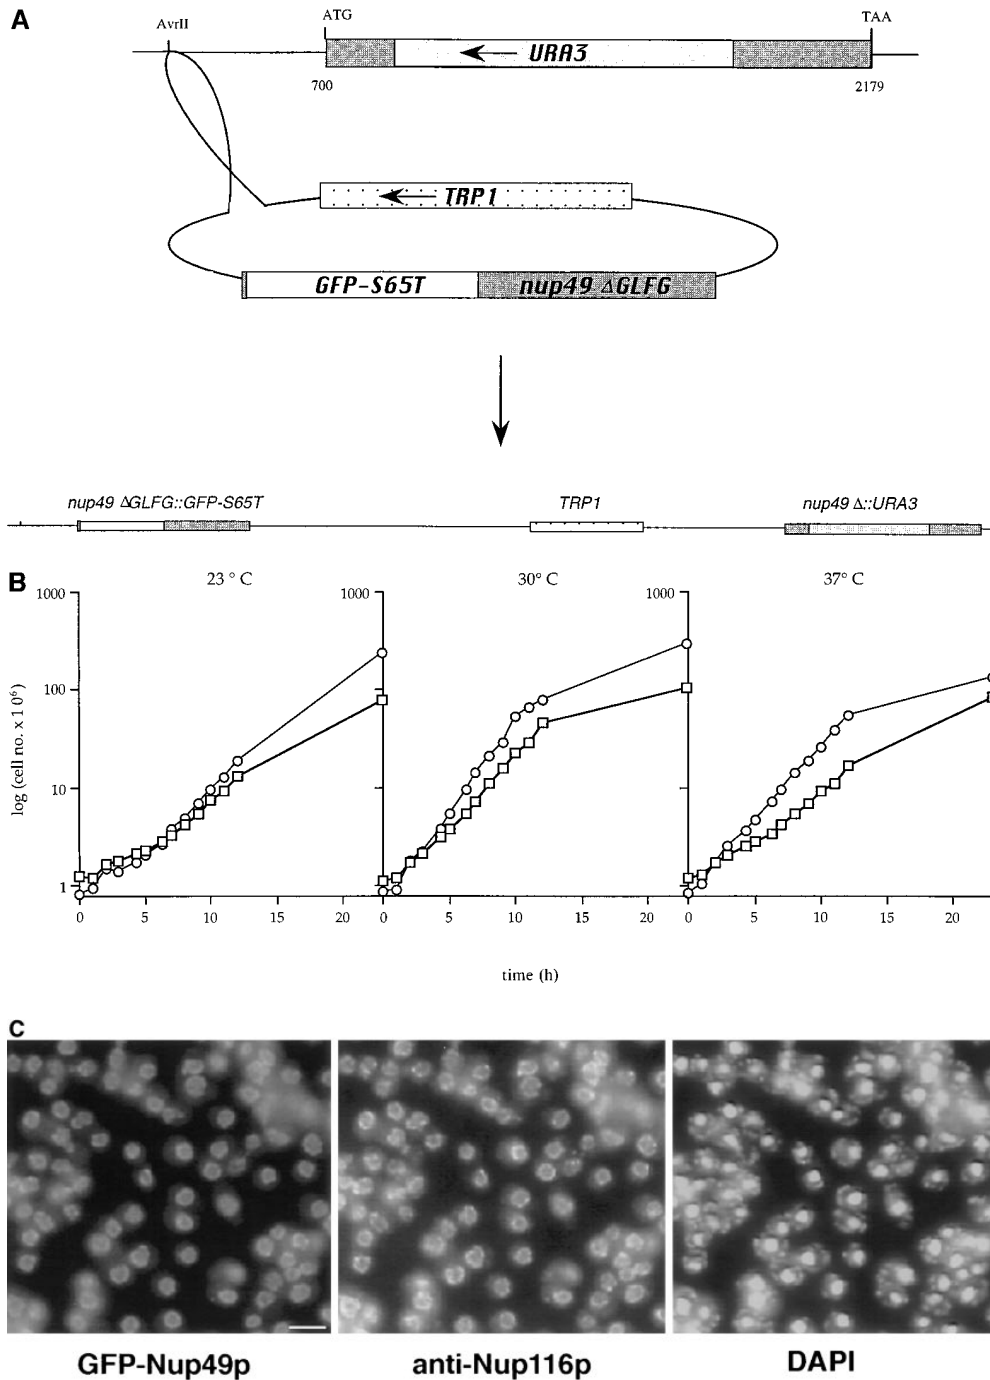 A
AvrII
ATG
TAA
URA3
700
2179
TRP1
GFP-S65T
nup49 ΔGLFG
nup49 ΔGLFG::GFP-S65T
TRP1
nup49 Δ::URA3
B
23 ° C
30° C
37° C
1000
1000
1000
100
10
1
log (cell no. x 10⁶)
0 5 10 15 20
0 5 10 15 20
0 5 10 15 20
time (h)
C
GFP-Nup49p
anti-Nup116p
DAPI